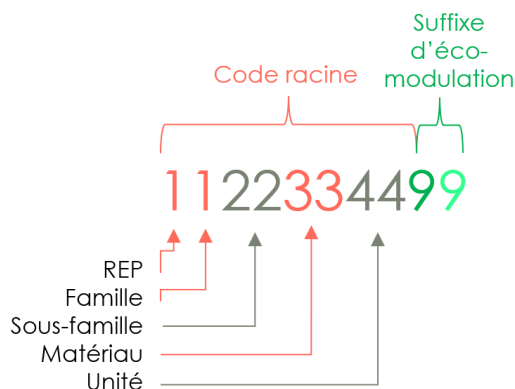 Suffixe
d'éco-
modulation
Code racine
1122334499
REP
Famille
Sous-famille
Matériau
Unité